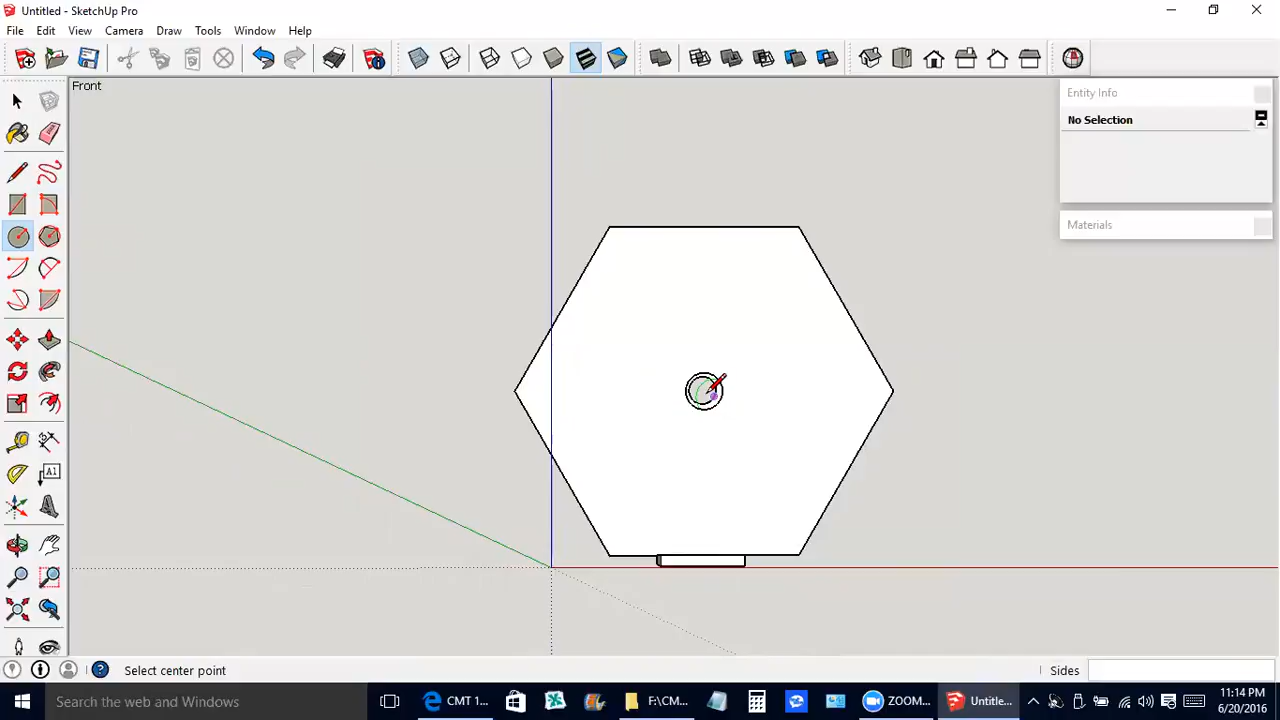 Untitled - SketchUp Pro
File Edit View Camera Draw Tools Window Help
Front
Entity Info
No Selection
Materials
A1
Select center point
Sides
Search the web and Windows
CMT 1...
F:\CM...
ZOOM...
Untitle...
11:14 PM
6/20/2016